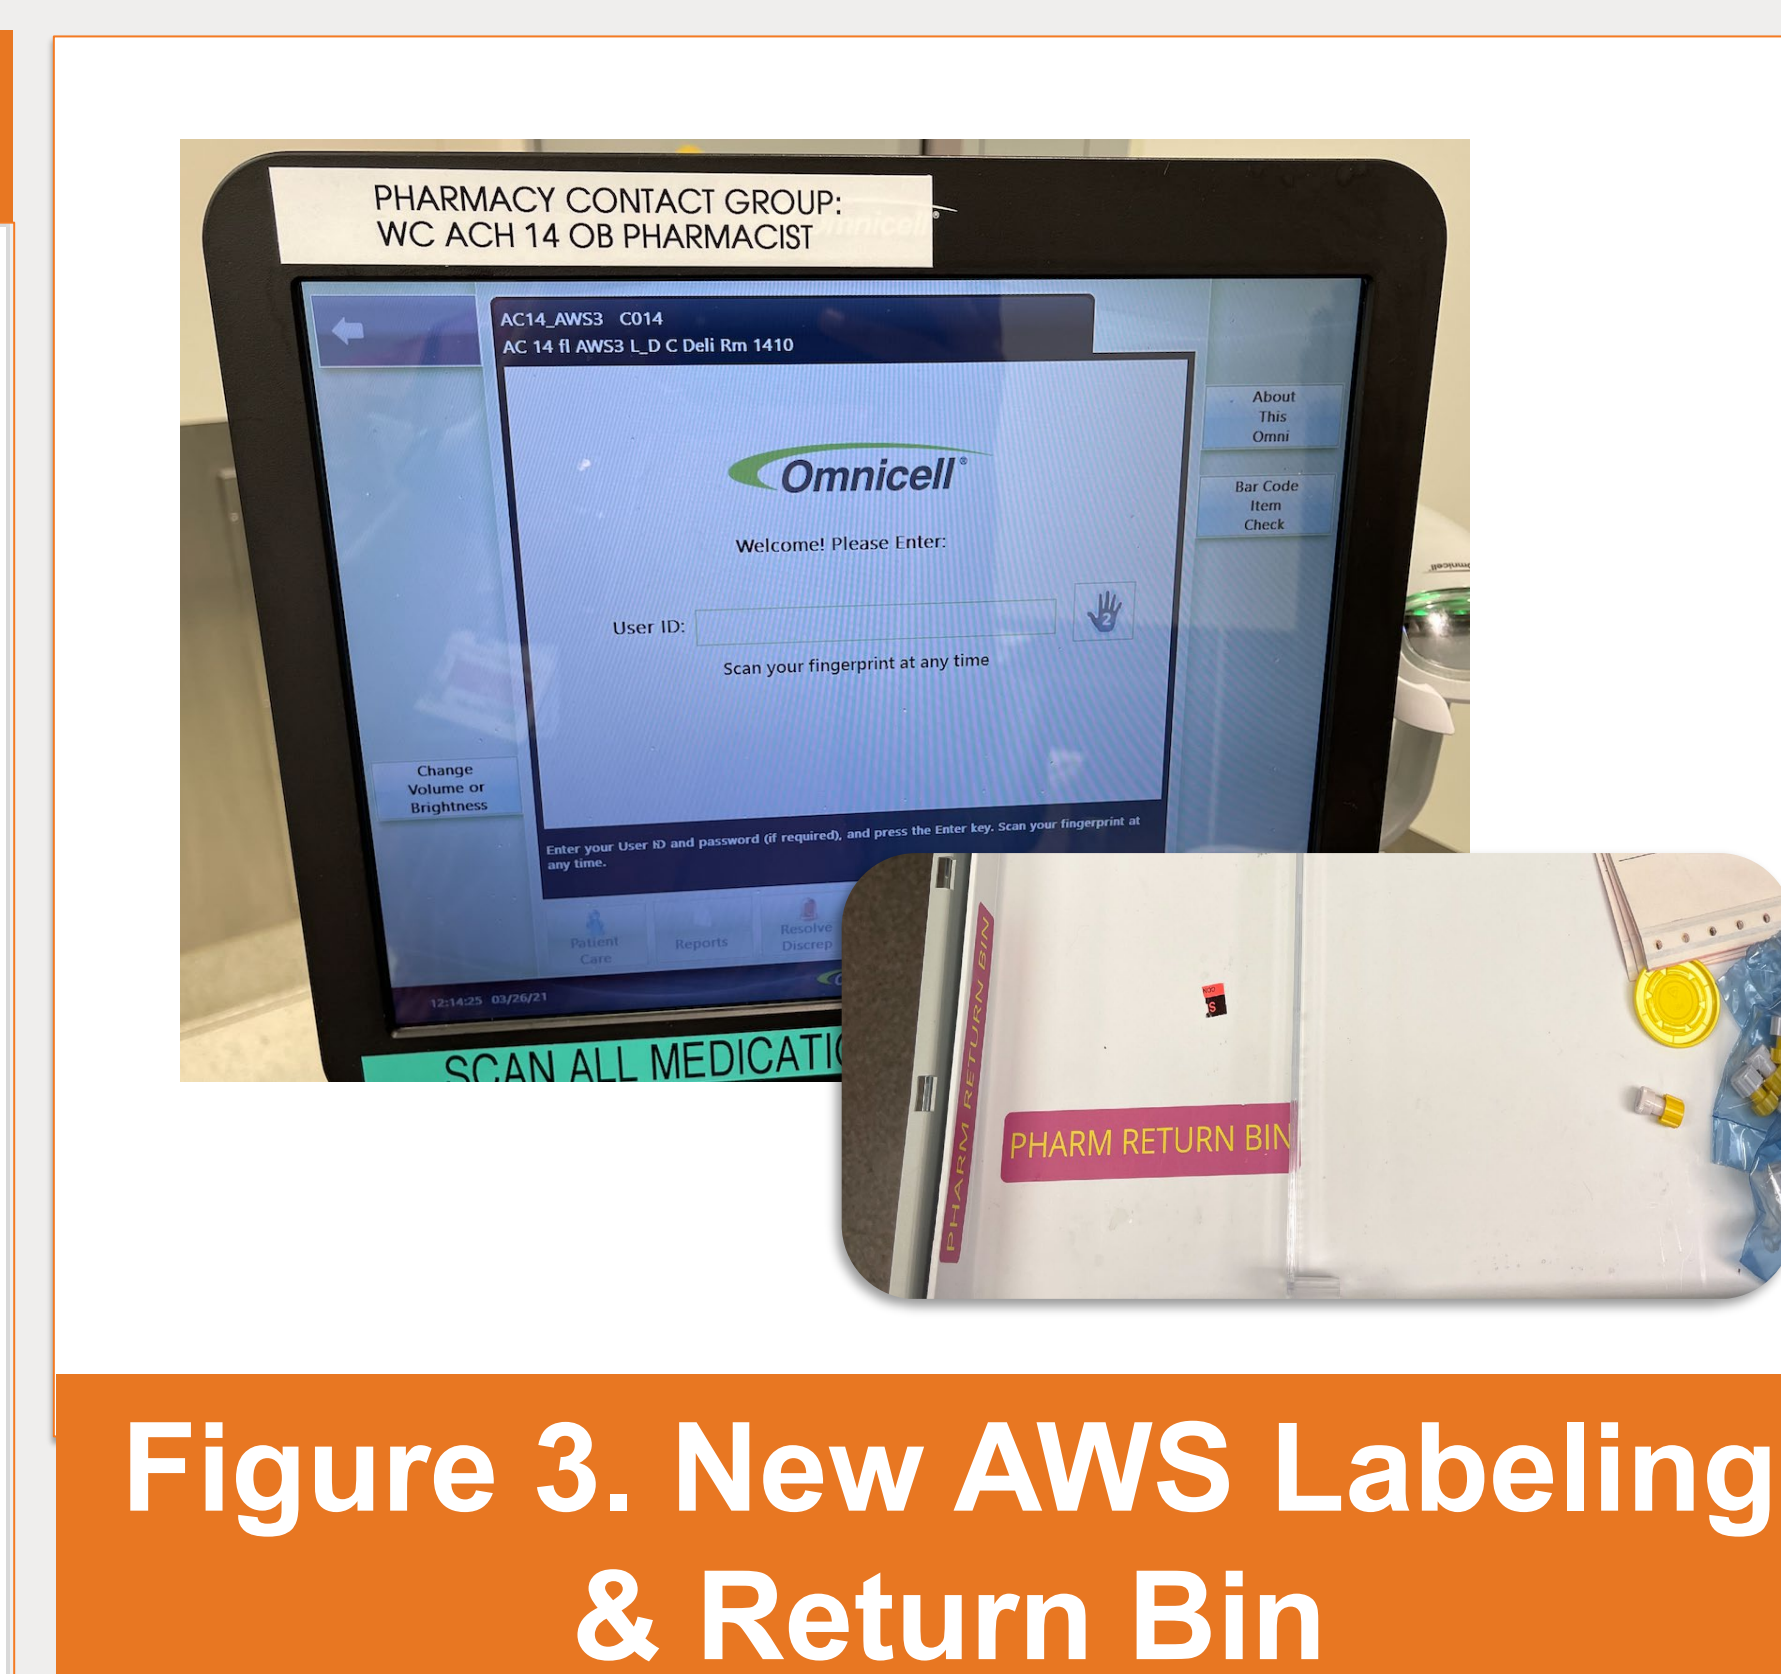 PHARMACY CONTACT GROUP:
WC ACH 14 OB PHARMACIST
Omnicell
AC14_AWS3 C014
AC 14 fl AWS3 L_D C Deli Rm 1410
About
This
Omni
Bar Code
Item
Check
Omnicell®
Welcome! Please Enter:
User ID:
2
Scan your fingerprint at any time
Omnicell
Change
Volume or
Brightness
Enter your User ID and password (if required), and press the Enter key. Scan your fingerprint at
any time.
Patient
Care
Reports
Resolve
Discrep
12:14:25 03/26/21
SCAN ALL
PHARM RETURN BIN
PHARM RETURN BIN
S
Figure 3. New AWS Labeling
& Return Bin